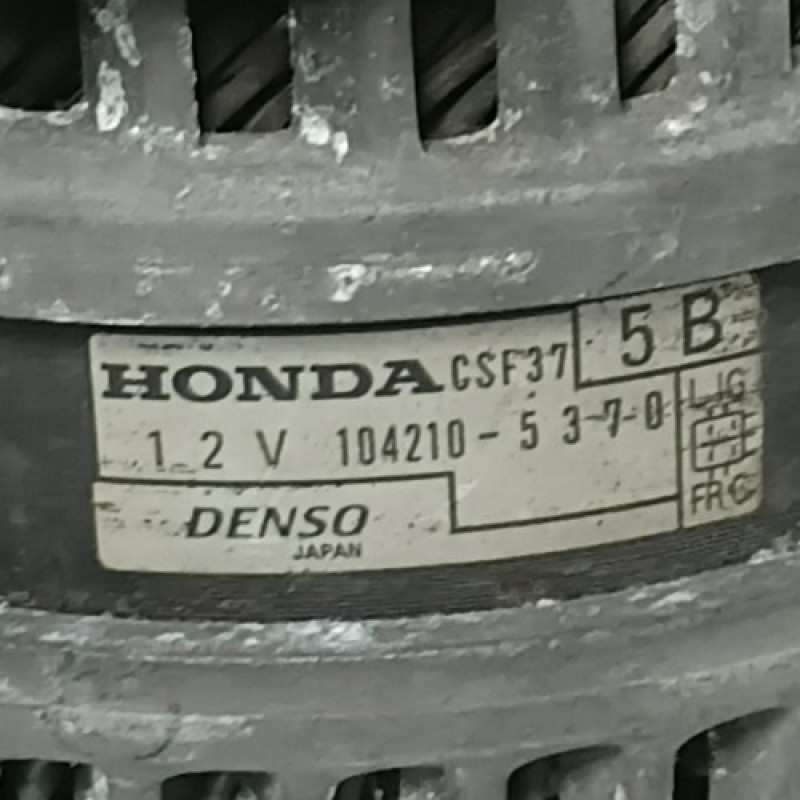 HONDA CSF37 5B
12V 104210-5370
DENSO
JAPAN
L IG
FR C